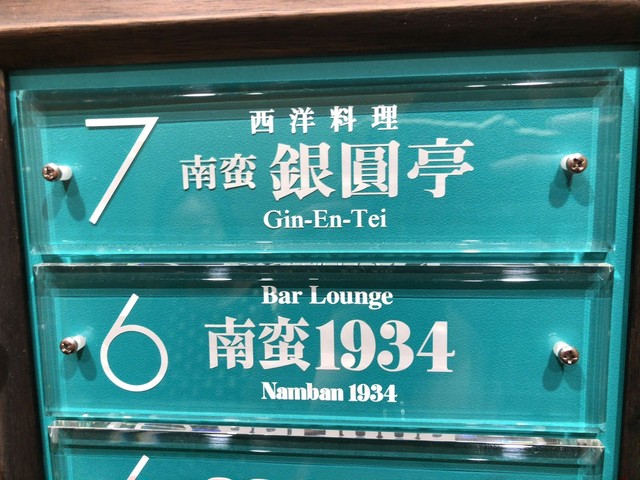 7
西洋料理
南蛮 銀圓亭
Gin-En-Tei
6
Bar Lounge
南蛮1934
Namban 1934